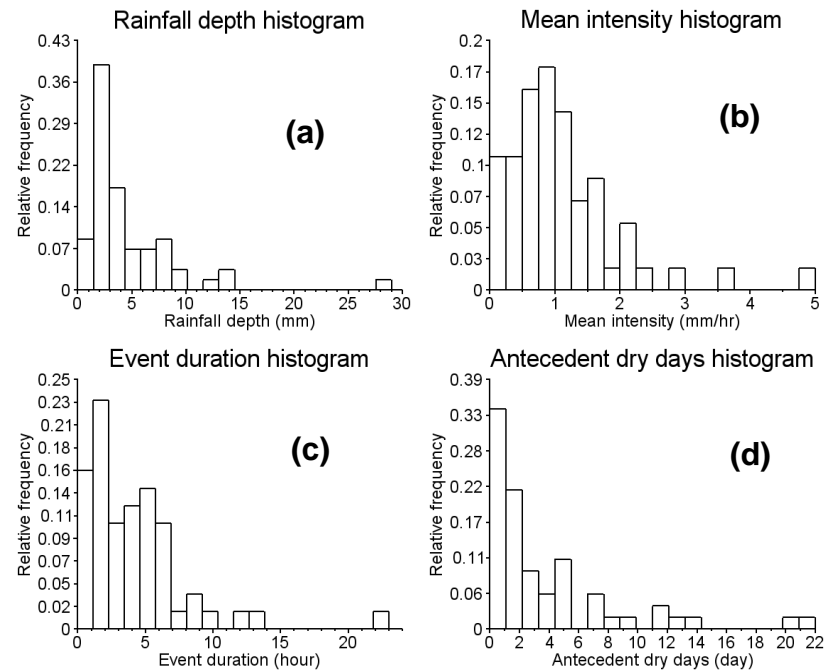 Rainfall depth histogram
0.43
0.36
0.29
0.22
0.14
0.07
0
Relative frequency
(a)
0 5 10 15 20 25 30
Rainfall depth (mm)
Mean intensity histogram
0.2
0.17
0.15
0.12
0.1
0.07
0.05
0.03
0
Relative frequency
(b)
0 1 2 3 4 5
Mean intensity (mm/hr)
Event duration histogram
0.25
0.23
0.21
0.18
0.16
0.14
0.11
0.09
0.07
0.05
0.02
0
Relative frequency
(c)
0 5 10 20
Event duration (hour)
Antecedent dry days histogram
0.39
0.33
0.28
0.22
0.17
0.11
0.06
0
Relative frequency
(d)
0 2 4 6 8 10 12 14 16 18 20 22
Antecedent dry days (day)